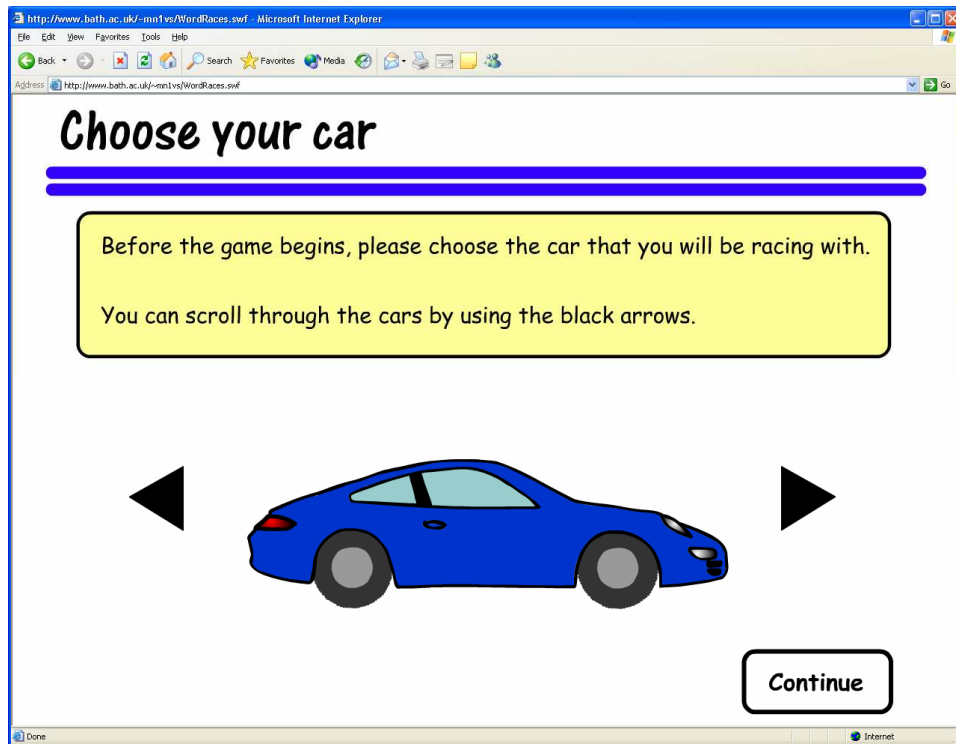 http://www.bath.ac.uk/~mn1vs/WordRaces.swf - Microsoft Internet Explorer
File Edit View Favorites Tools Help
Back Search Favorites Media
Address http://www.bath.ac.uk/~mn1vs/WordRaces.swf Go
Choose your car
Before the game begins, please choose the car that you will be racing with.
You can scroll through the cars by using the black arrows.
Continue
Done Internet